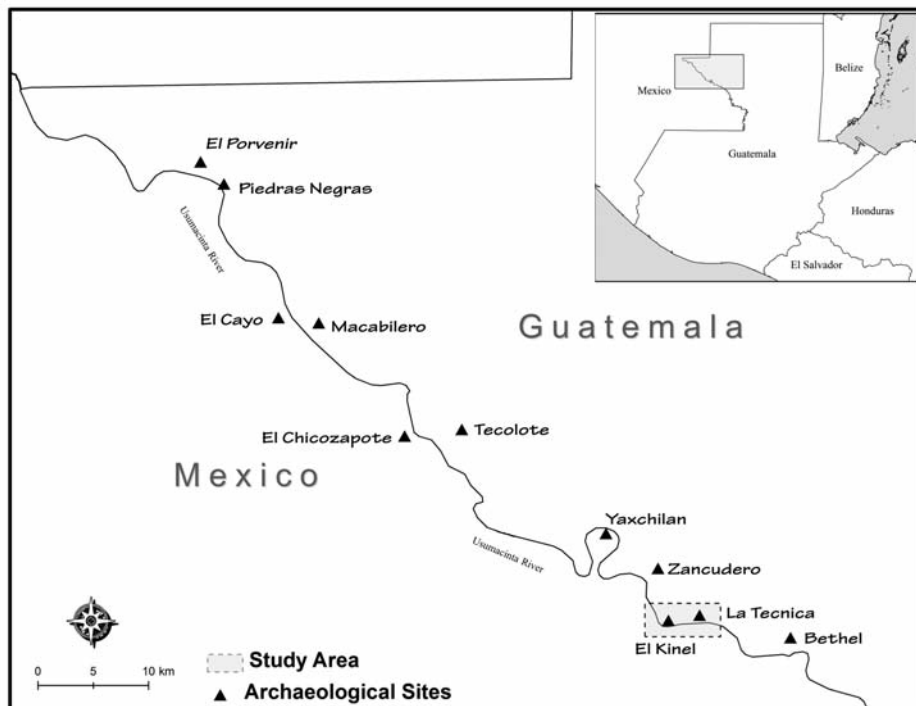 Belize
Mexico
Guatemala
Honduras
El Salvador
El Porvenir
Piedras Negras
Usumacinta River
El Cayo
Macabilero
Guatemala
El Chicozapote
Tecolote
Mexico
Yaxchilan
Usumacinta River
Zancudero
La Tecnica
El Kinel
Bethel
0 5 10 km
Study Area
Archaeological Sites